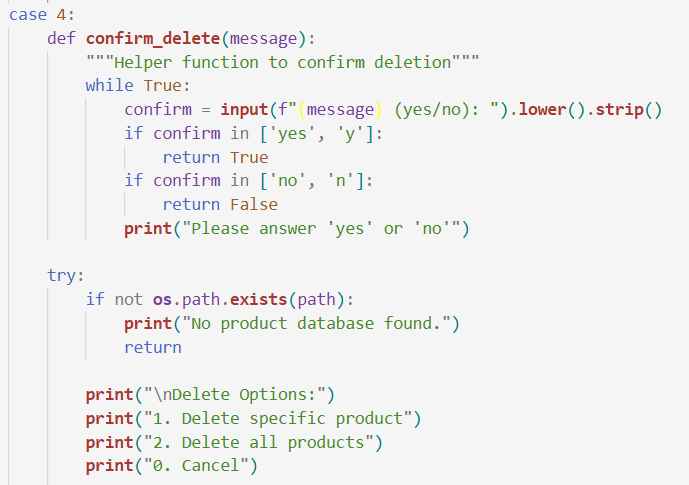 case 4:
    def confirm_delete(message):
        """Helper function to confirm deletion"""
        while True:
            confirm = input(f"{message} (yes/no): ").lower().strip()
            if confirm in ['yes', 'y']:
                return True
            if confirm in ['no', 'n']:
                return False
            print("Please answer 'yes' or 'no'")

    try:
        if not os.path.exists(path):
            print("No product database found.")
            return

        print("\nDelete Options:")
        print("1. Delete specific product")
        print("2. Delete all products")
        print("0. Cancel")